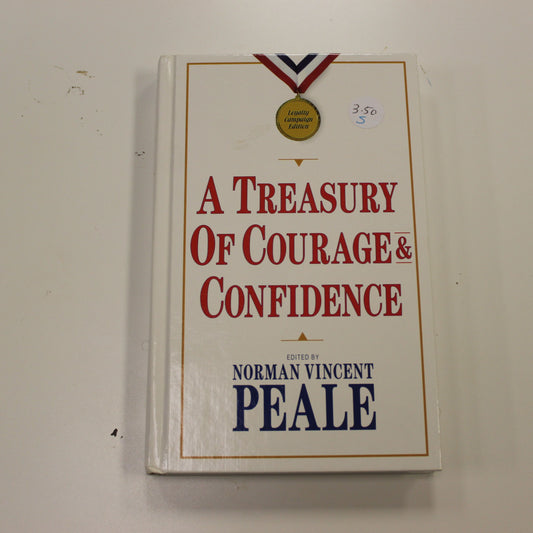 Loyalty
Campaign
Edition
3.50
S
A TREASURY
OF COURAGE &
CONFIDENCE
EDITED BY
NORMAN VINCENT
PEALE